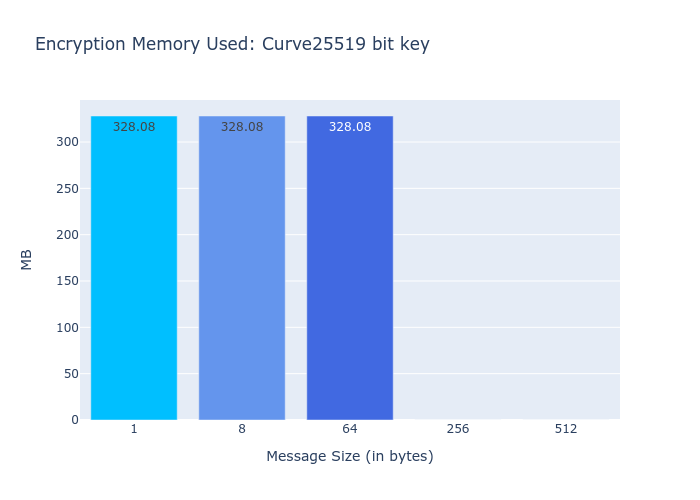 Encryption Memory Used: Curve25519 bit key
328.08 328.08 328.08
300
250
200
150
100
50
0
MB
1 8 64 256 512
Message Size (in bytes)